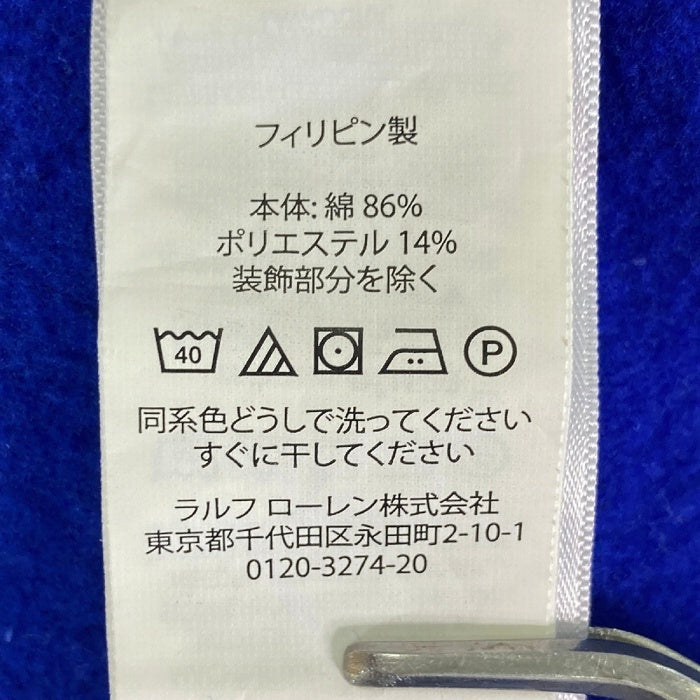 フィリピン製
本体: 綿 86%
ポリエステル 14%
装飾部分を除く
40 P
同系色どうしで洗ってください
すぐに干してください
ラルフ ローレン株式会社
東京都千代田区永田町2-10-1
0120-3274-20